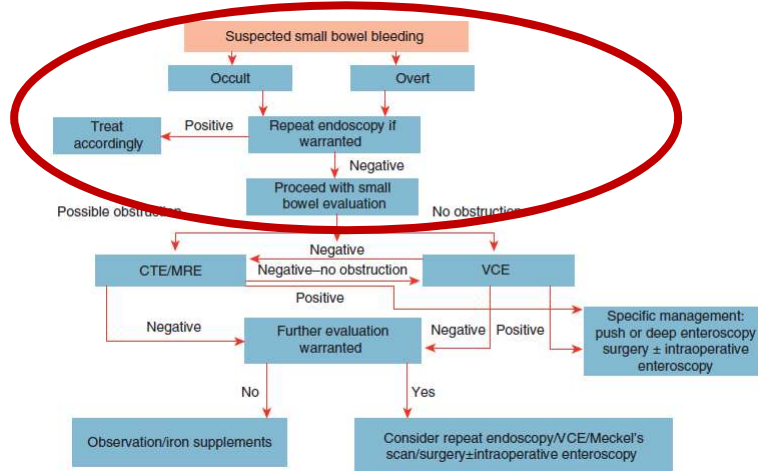 Suspected small bowel bleeding
Occult
Overt
Treat
accordingly
Positive
Repeat endoscopy if
warranted
Negative
Proceed with small
bowel evaluation
Possible obstruction
No obstruction
Negative
CTE/MRE
Negative–no obstruction
VCE
Positive
Specific management:
push or deep enteroscopy
surgery ± intraoperative
enteroscopy
Negative
Further evaluation
warranted
Negative
Positive
No
Yes
Observation/iron supplements
Consider repeat endoscopy/VCE/Meckel's
scan/surgery±intraoperative enteroscopy